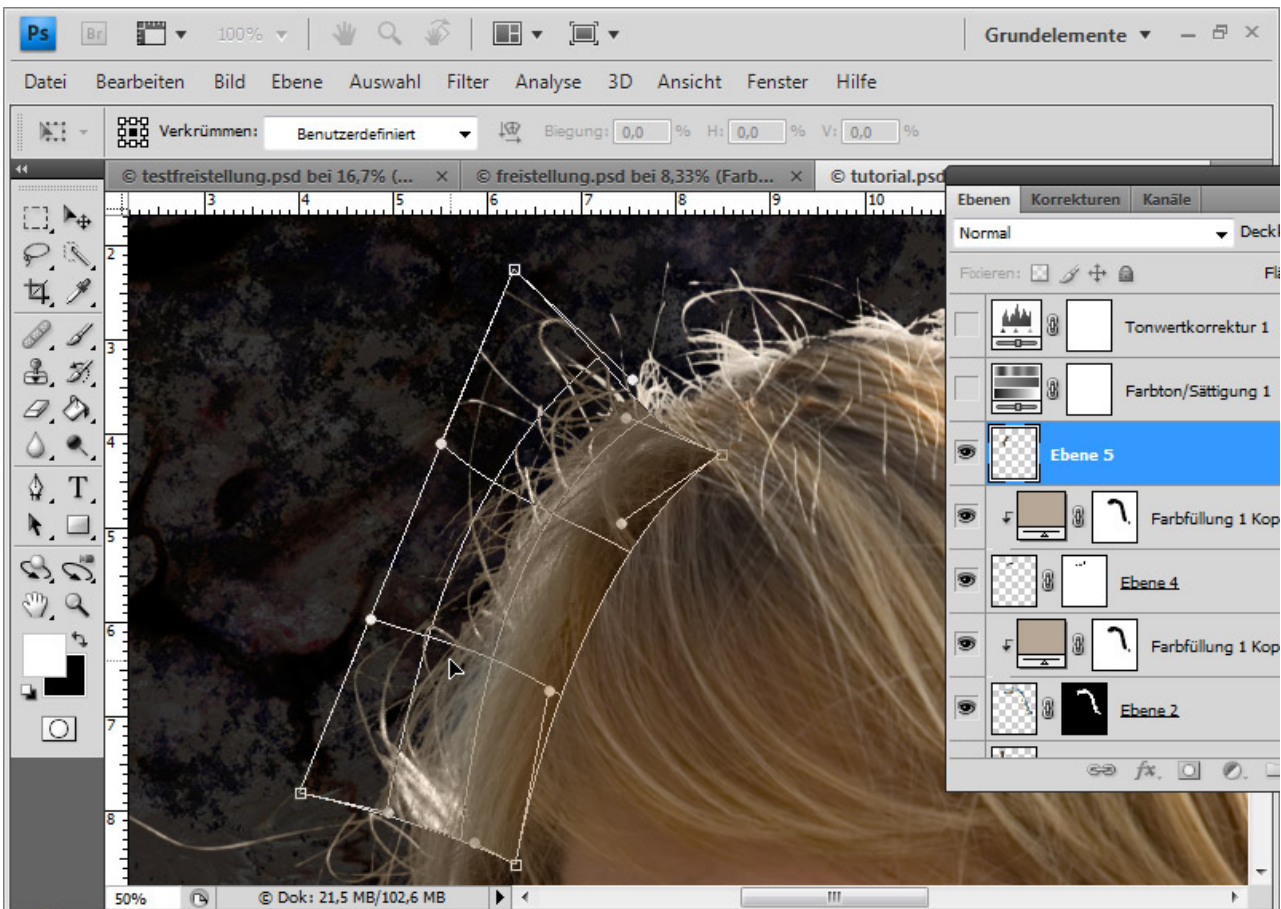 Ps Br 100% Grundelemente
Datei Bearbeiten Bild Ebene Auswahl Filter Analyse 3D Ansicht Fenster Hilfe
Verkrümmen: Benutzerdefiniert Biegung: 0,0 % H: 0,0 % V: 0,0 %
© testfreistellung.psd bei 16,7% (... × © freistellung.psd bei 8,33% (Farb... × © tutorial.psd
3 4 5 6 7 8 9 10
2
3
4
5
6
7
8
T
Ebenen Korrekturen Kanäle
Normal Deckk
Fixieren: Flä
Tonwertkorrektur 1
Farbton/Sättigung 1
Ebene 5
Farbfüllung 1 Kop
Ebene 4
Farbfüllung 1 Kop
Ebene 2
fx.
50% © Dok: 21,5 MB/102,6 MB